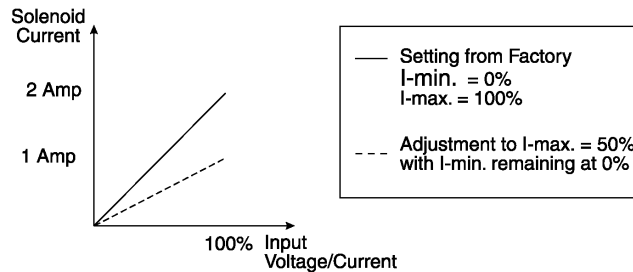 Solenoid
Current
2 Amp
1 Amp
100% Input
Voltage/Current
Setting from Factory
I-min. = 0%
I-max. = 100%
Adjustment to I-max. = 50%
with I-min. remaining at 0%